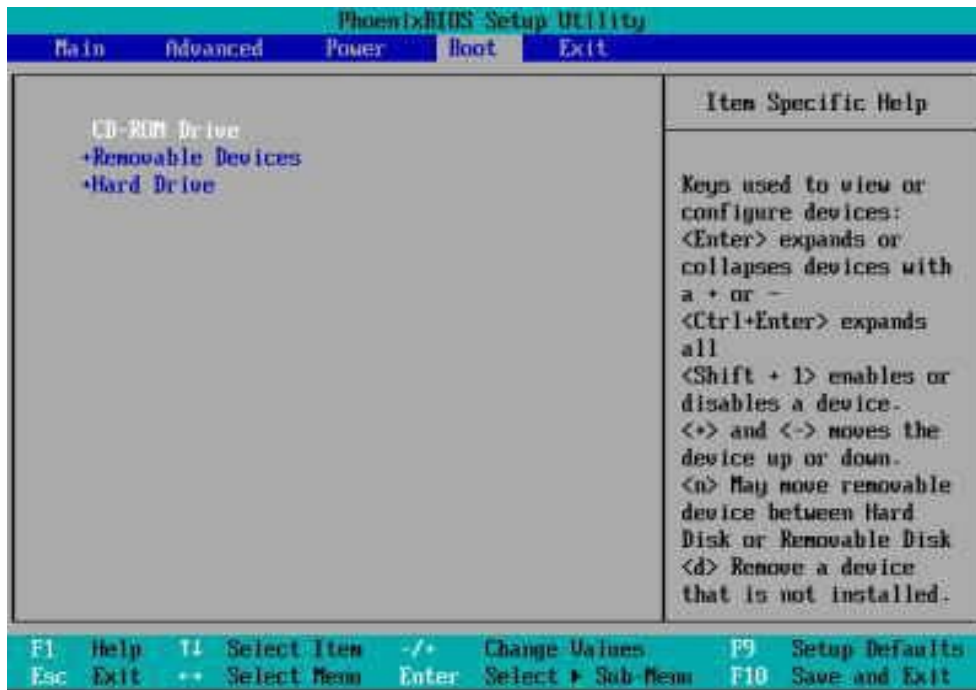 PhoenixBIOS Setup Utility
Main Advanced Power Boot Exit
CD-ROM Drive
+Removable Devices
+Hard Drive
Item Specific Help
Keys used to view or
configure devices:
<Enter> expands or
collapses devices with
a + or -
<Ctrl+Enter> expands
all
<Shift + 1> enables or
disables a device.
<+> and <-> moves the
device up or down.
<n> May move removable
device between Hard
Disk or Removable Disk
<d> Remove a device
that is not installed.
F1 Help ↑↓ Select Item -/+ Change Values F9 Setup Defaults
Esc Exit ↔ Select Menu Enter Select ▶ Sub-Menu F10 Save and Exit